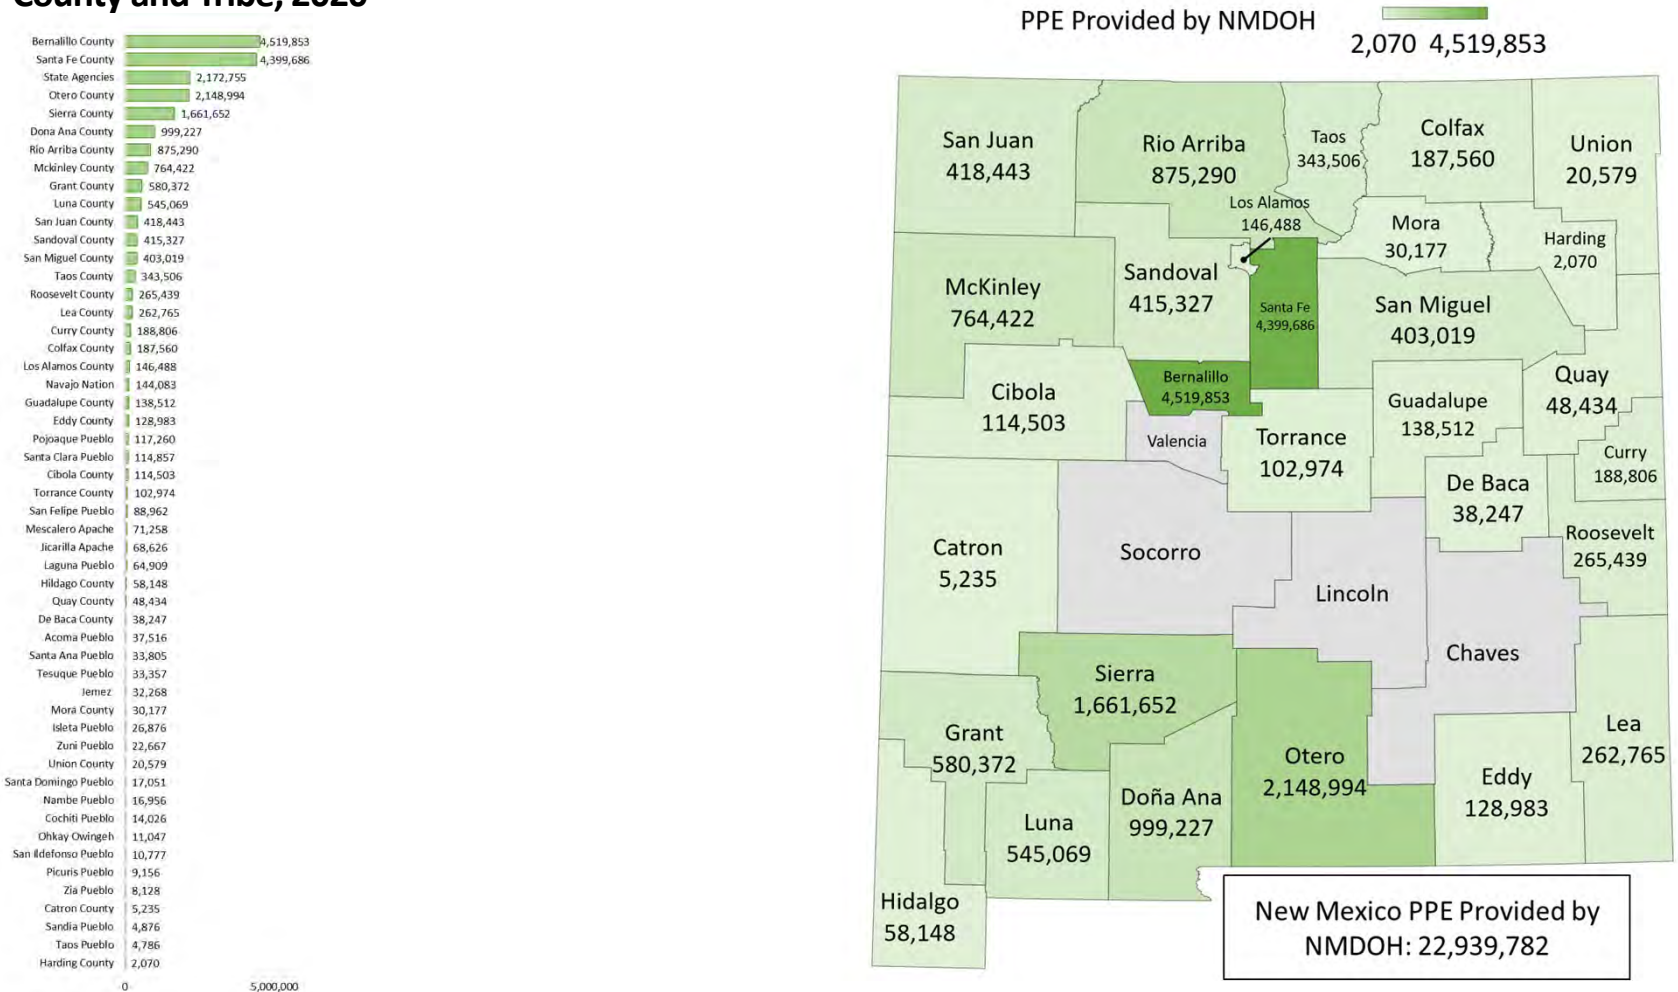 County and Tribe, 2020
Bernalillo County 4,519,853
Santa Fe County 4,399,686
State Agencies 2,172,755
Otero County 2,148,994
Sierra County 1,661,652
Dona Ana County 999,227
Rio Arriba County 875,290
Mckinley County 764,422
Grant County 580,372
Luna County 545,069
San Juan County 418,443
Sandoval County 415,327
San Miguel County 403,019
Taos County 343,506
Roosevelt County 265,439
Lea County 262,765
Curry County 188,806
Colfax County 187,560
Los Alamos County 146,488
Navajo Nation 144,083
Guadalupe County 138,512
Eddy County 128,983
Pojoaque Pueblo 117,260
Santa Clara Pueblo 114,857
Cibola County 114,503
Torrance County 102,974
San Felipe Pueblo 88,962
Mescalero Apache 71,258
Jicarilla Apache 68,626
Laguna Pueblo 64,909
Hildago County 58,148
Quay County 48,434
De Baca County 38,247
Acoma Pueblo 37,516
Santa Ana Pueblo 33,805
Tesuque Pueblo 33,357
Jemez 32,268
Mora County 30,177
Isleta Pueblo 26,876
Zuni Pueblo 22,667
Union County 20,579
Santa Domingo Pueblo 17,051
Nambe Pueblo 16,956
Cochiti Pueblo 14,026
Ohkay Owingeh 11,047
San Ildefonso Pueblo 10,777
Picuris Pueblo 9,156
Zia Pueblo 8,128
Catron County 5,235
Sandia Pueblo 4,876
Taos Pueblo 4,786
Harding County 2,070
0 5,000,000
PPE Provided by NMDOH
2,070 4,519,853
San Juan
418,443
Rio Arriba
875,290
Taos
343,506
Colfax
187,560
Union
20,579
Los Alamos
146,488
Mora
30,177
Harding
2,070
McKinley
764,422
Sandoval
415,327
Santa Fe
4,399,686
San Miguel
403,019
Cibola
114,503
Bernalillo
4,519,853
Valencia
Torrance
102,974
Guadalupe
138,512
Quay
48,434
Curry
188,806
De Baca
38,247
Roosevelt
265,439
Catron
5,235
Socorro
Lincoln
Chaves
Sierra
1,661,652
Grant
580,372
Luna
545,069
Doña Ana
999,227
Otero
2,148,994
Eddy
128,983
Lea
262,765
Hidalgo
58,148
New Mexico PPE Provided by
NMDOH: 22,939,782